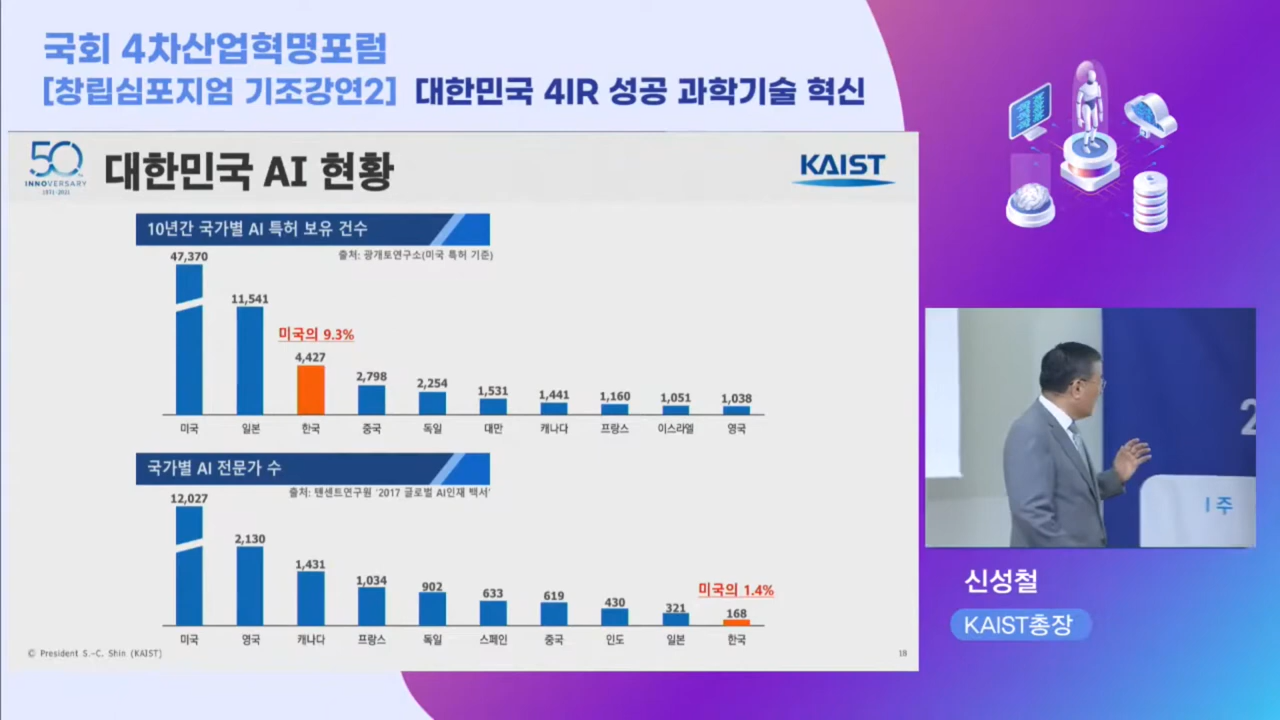 국회 4차산업혁명포럼
[창립심포지엄 기조강연2] 대한민국 4IR 성공 과학기술 혁신
50
INNOVERSARY
대한민국 AI 현황
KAIST
10년간 국가별 AI 특허 보유 건수
출처: 광개토연구소(미국 특허 기준)
47,370
11,541
미국의 9.3%
4,427
2,798
2,254
1,531
1,441
1,160
1,051
1,038
미국 일본 한국 중국 독일 대만 캐나다 프랑스 이스라엘 영국
국가별 AI 전문가 수
출처: 텐센트연구원 '2017 글로벌 AI인재 백서'
12,027
2,130
1,431
1,034
902
633
619
430
321
미국의 1.4%
168
미국 영국 캐나다 프랑스 독일 스페인 중국 인도 일본 한국
© President S.-C. Shin (KAIST)
2
주
신성철
KAIST총장